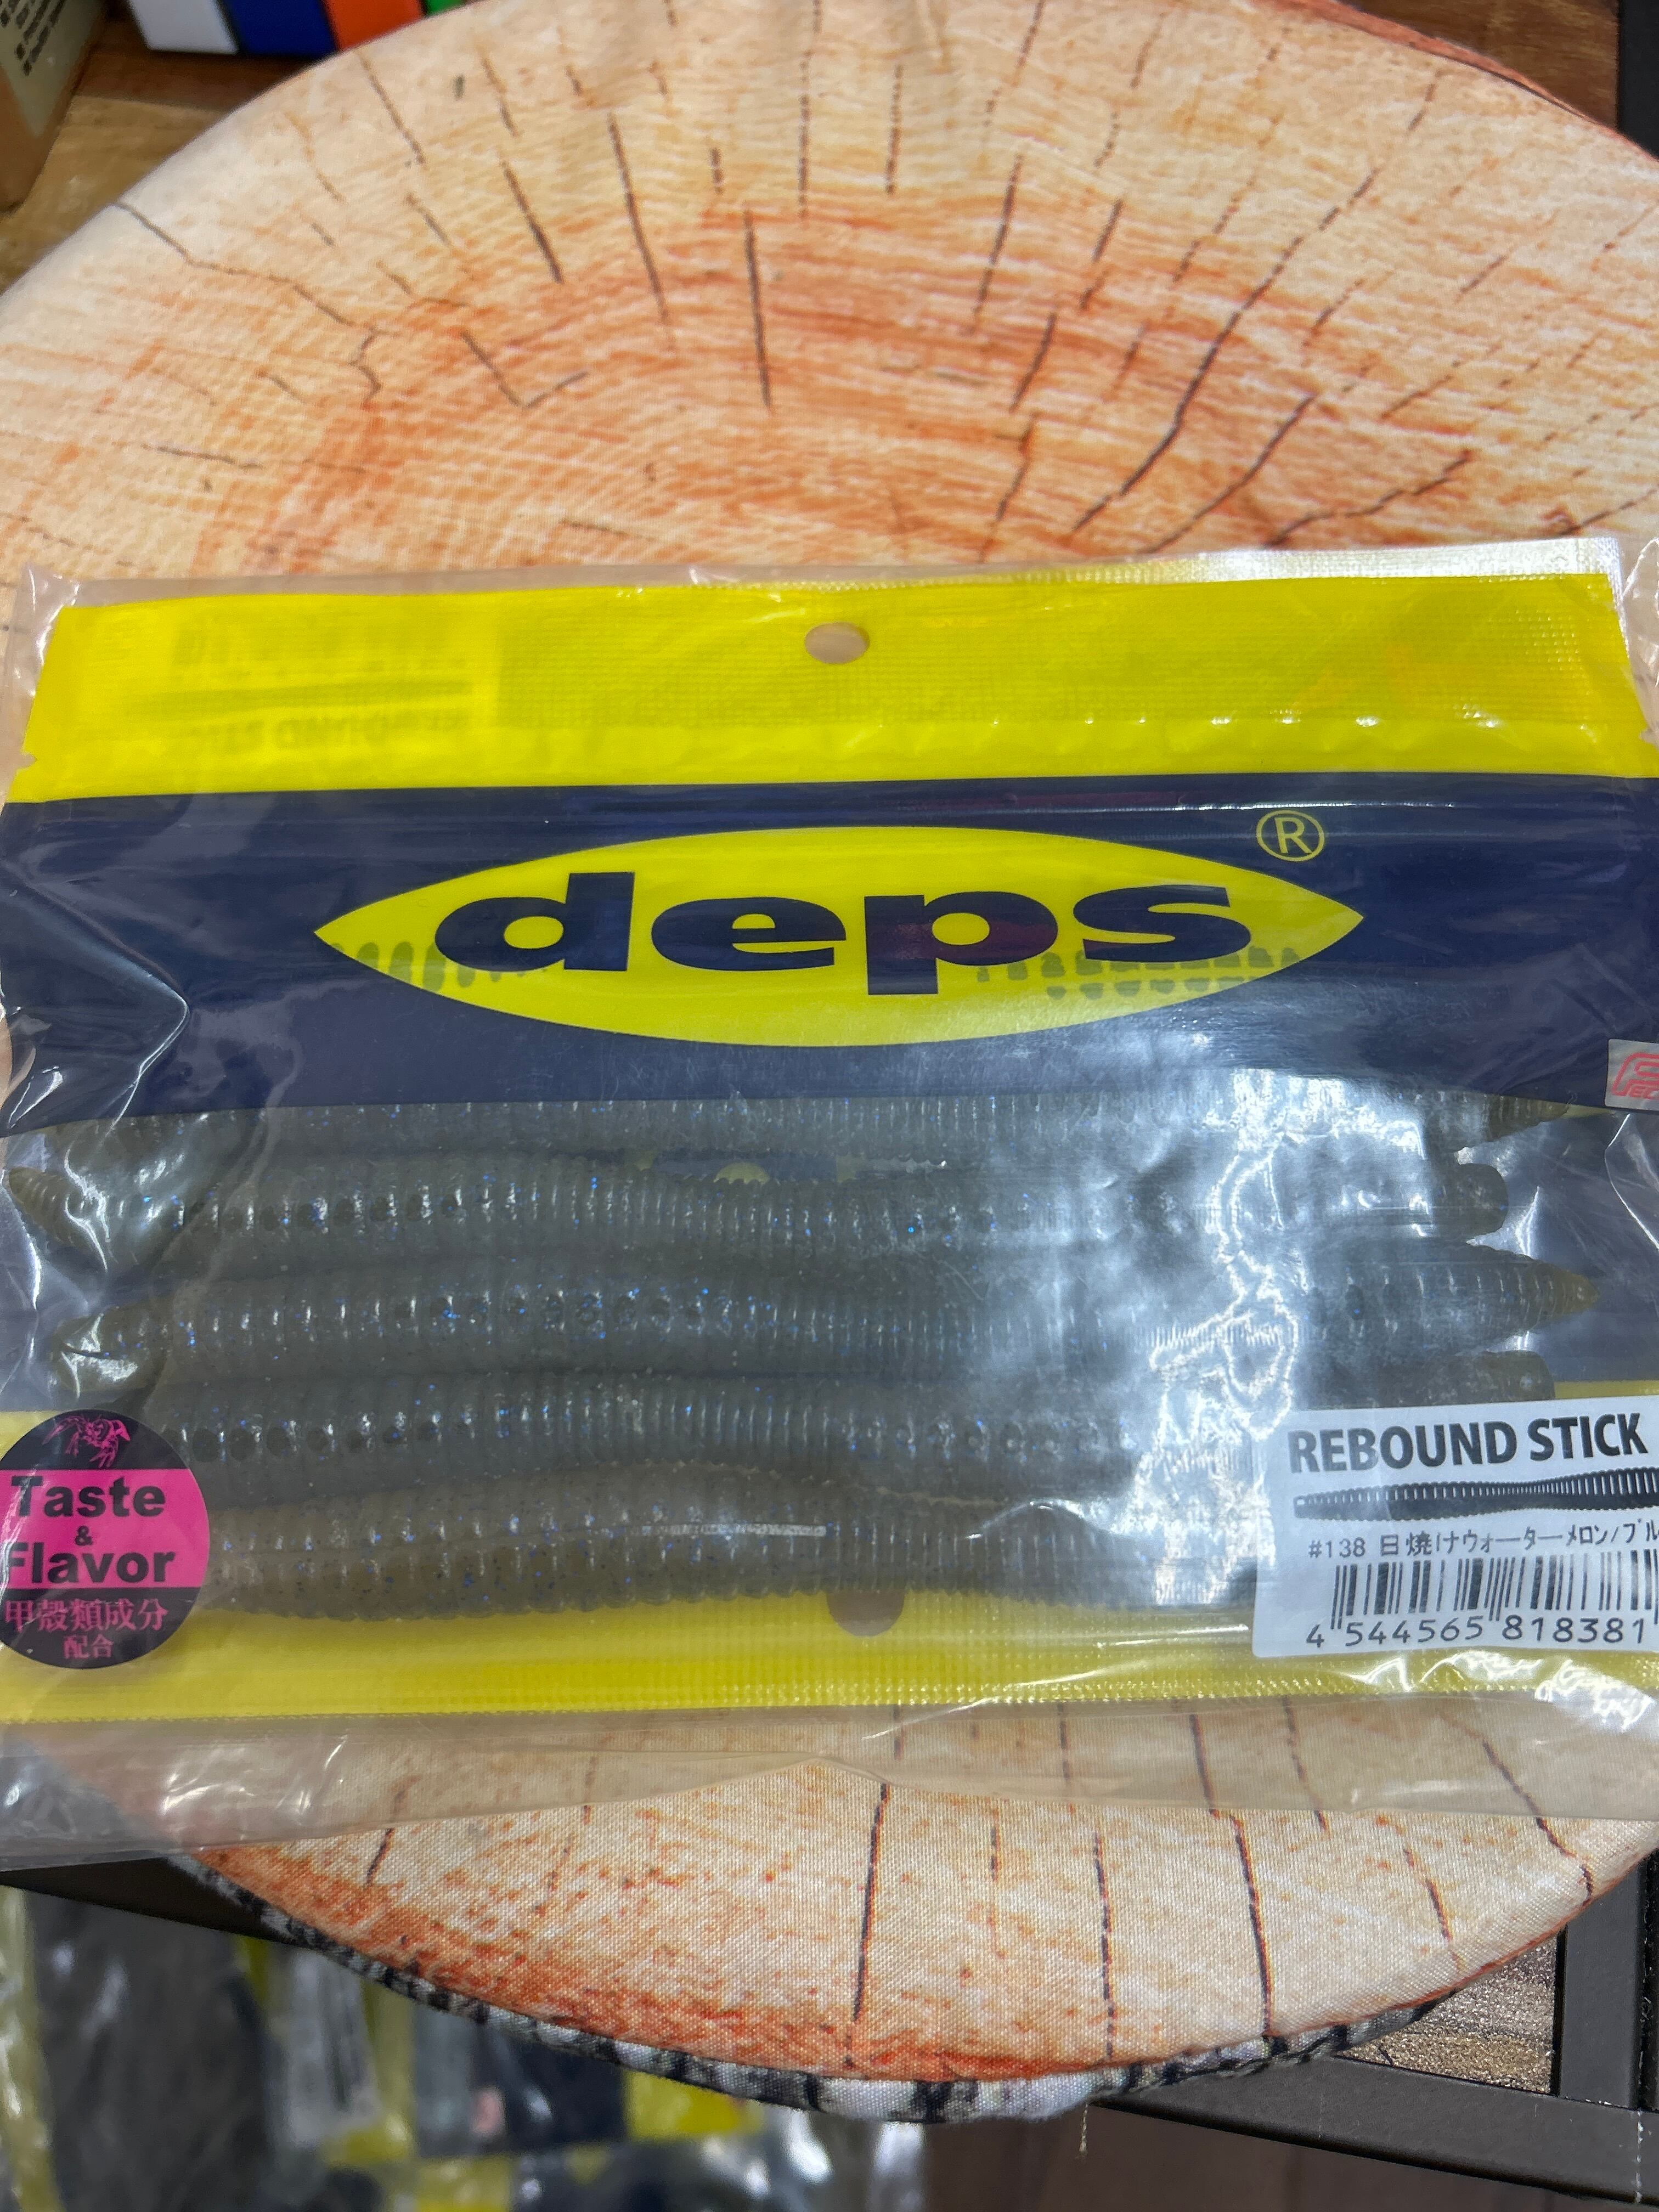 deps®
REBOUND STICK
#138 日焼けウォーターメロン/ブル
4 544565 818381
Taste
&
Flavor
甲殻類成分
配合